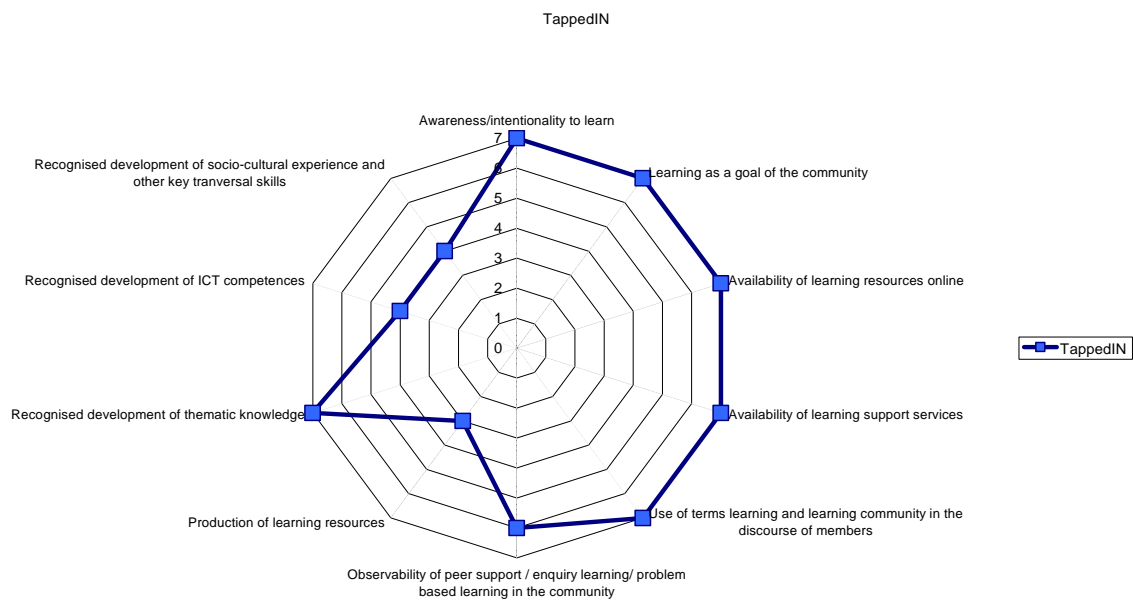 TappedIN
Awareness/intentionality to learn
7
Recognised development of socio-cultural experience and
other key tranversal skills
6
Learning as a goal of the community
5
4
3
Recognised development of ICT competences
Availability of learning resources online
2
1
0
TappedIN
Recognised development of thematic knowledge
Availability of learning support services
Production of learning resources
Use of terms learning and learning community in the
discourse of members
Observability of peer support / enquiry learning/ problem
based learning in the community